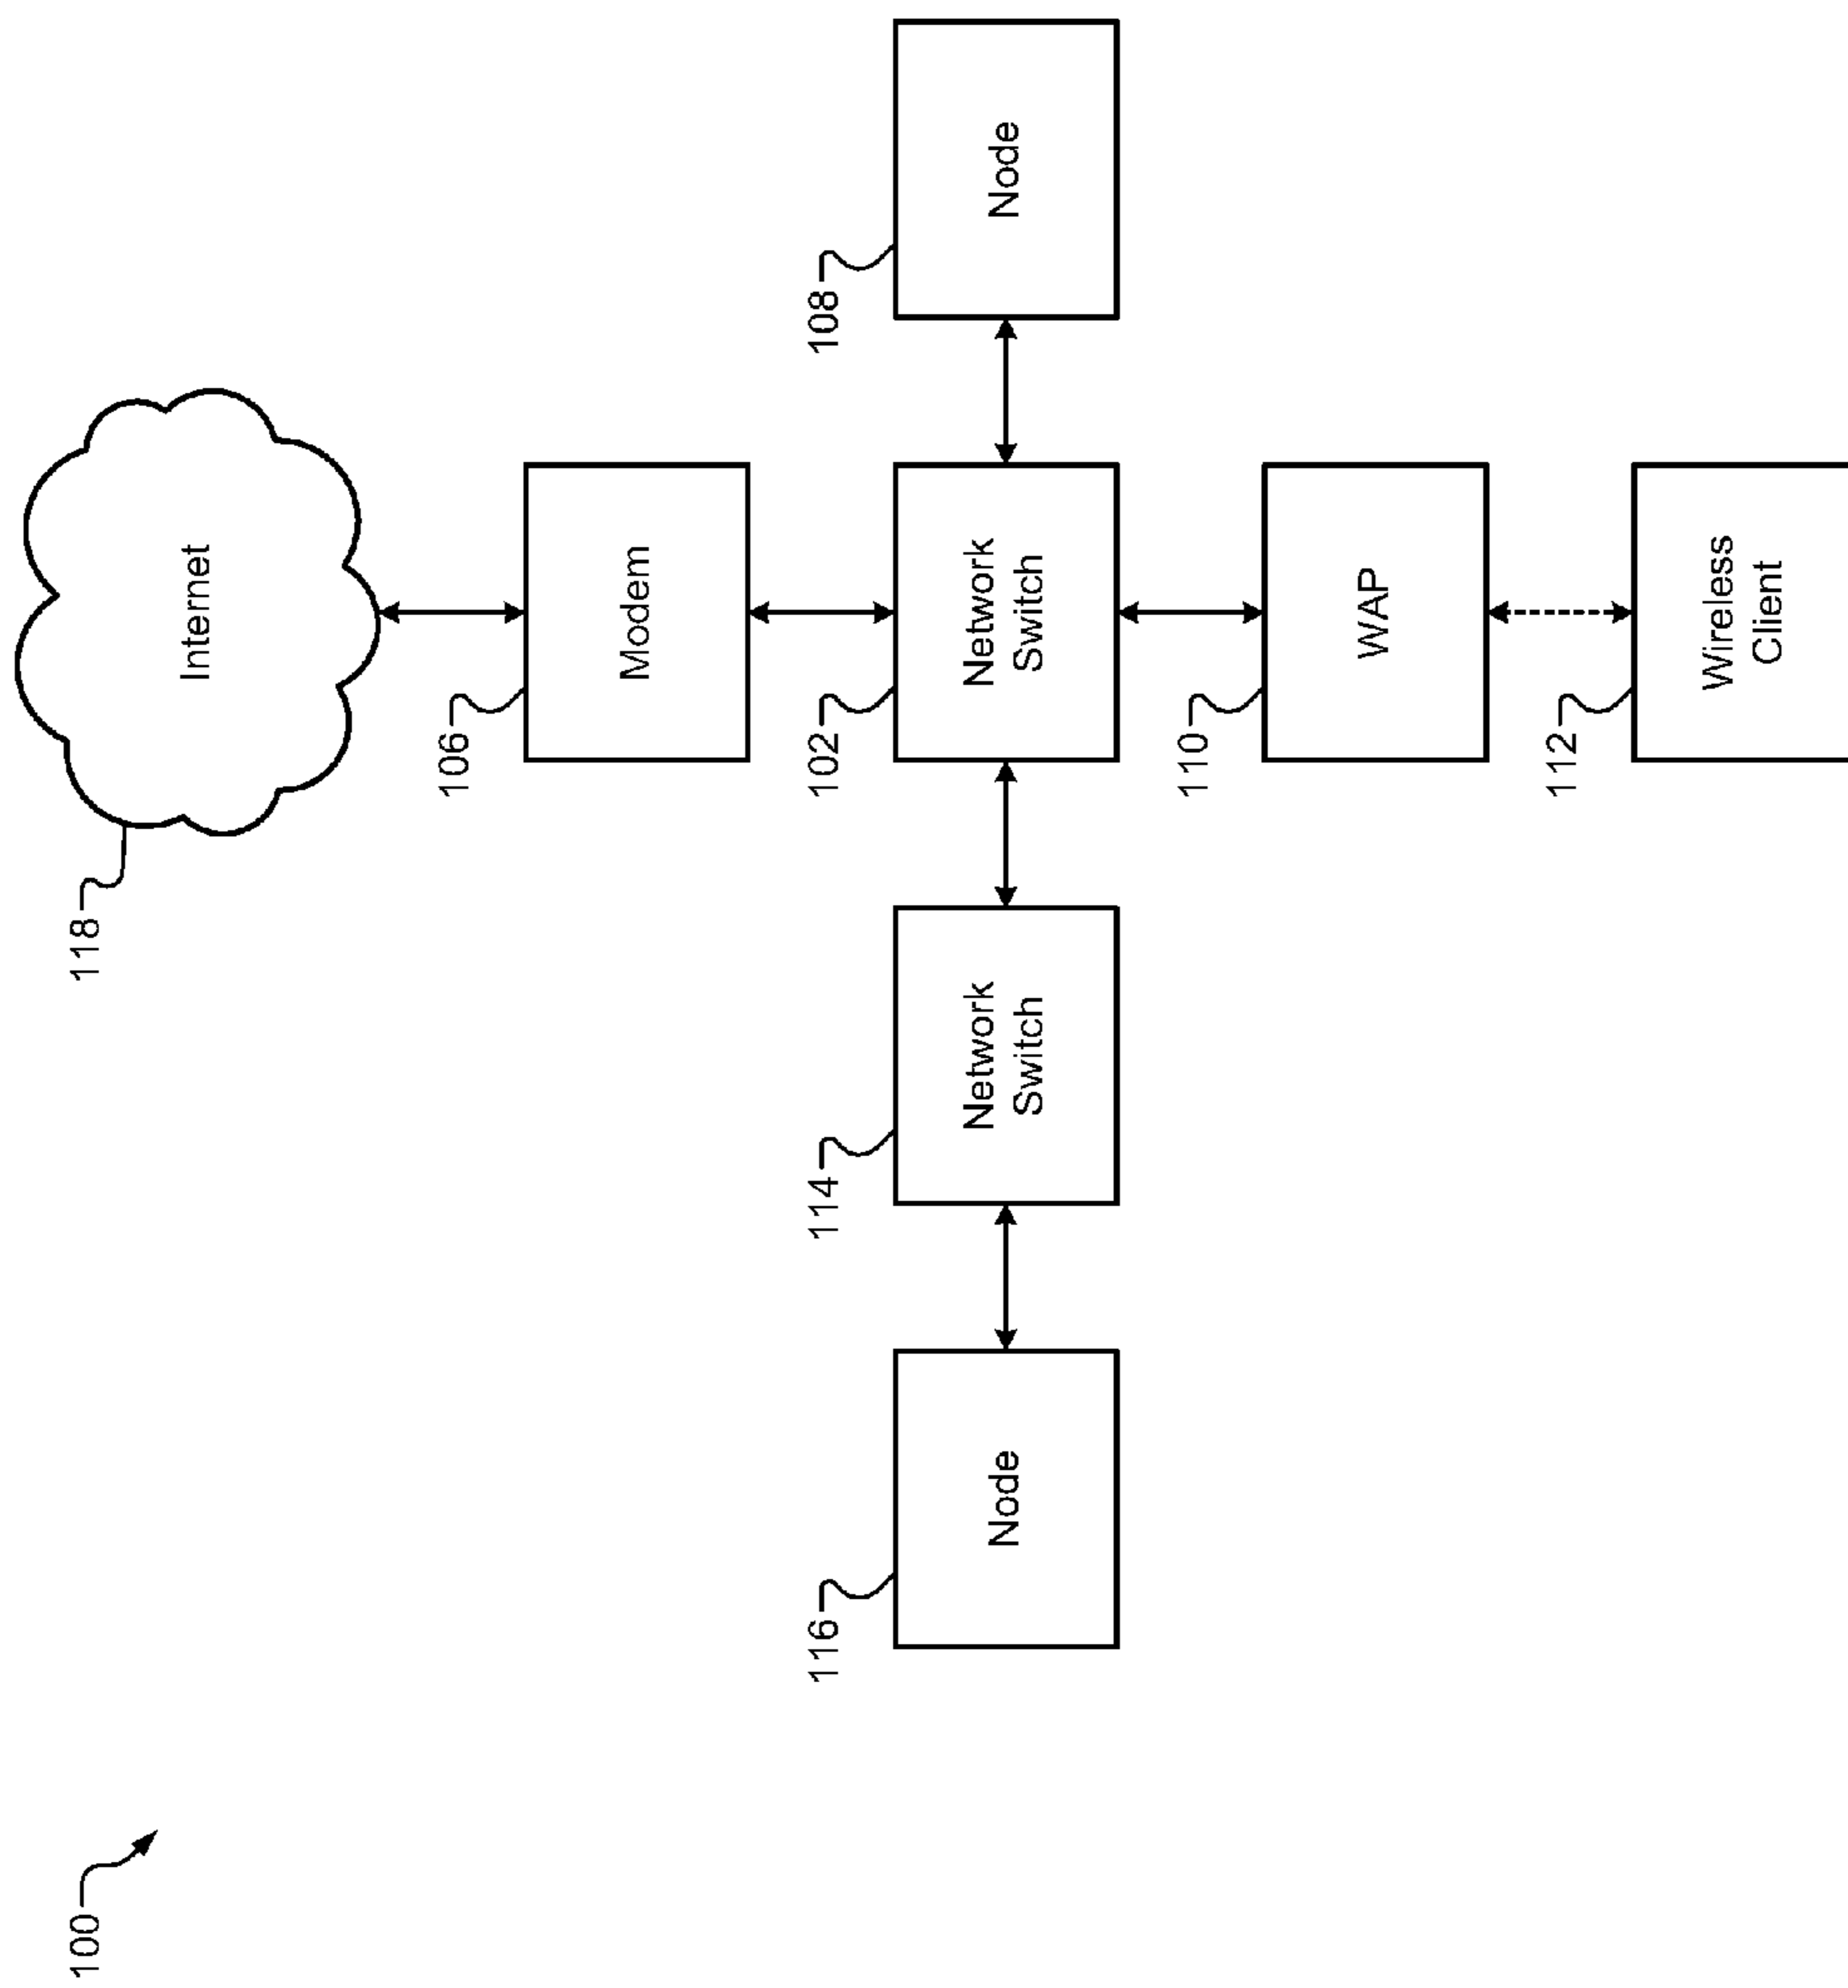 100
118
Internet
106
Modem
116
Node
114
Network
Switch
102
Network
Switch
108
Node
110
WAP
112
Wireless
Client